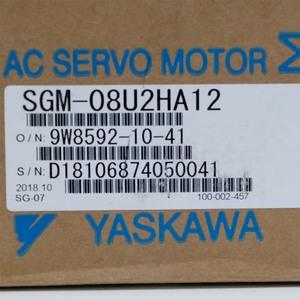 AC SERVO MOTOR Σ
SGM-08U2HA12
O/N: 9W8592-10-41
S/N: D18106874050041
2018.10
SG-07
100-002-457
YASKAWA